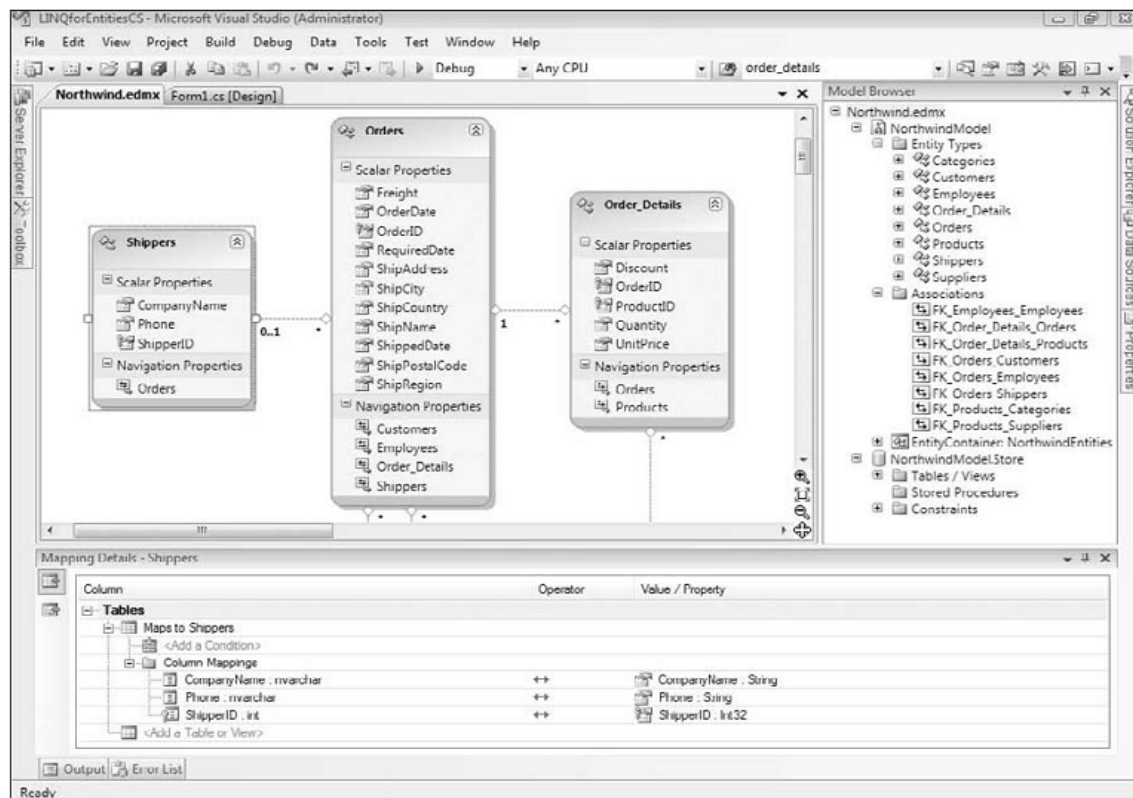 LINQforEntitiesCS - Microsoft Visual Studio (Administrator)
File Edit View Project Build Debug Data Tools Test Window Help
Debug Any CPU order_details
Server Explorer
Toolbox
Northwind.edmx Form1.cs [Design]
Shippers
Scalar Properties
CompanyName
Phone
ShipperID
Navigation Properties
Orders
0..1
*
Orders
Scalar Properties
Freight
OrderDate
OrderID
RequiredDate
ShipAddress
ShipCity
ShipCountry
ShipName
ShippedDate
ShipPostalCode
ShipRegion
Navigation Properties
Customers
Employees
Order_Details
Shippers
*
*
1
*
Order_Details
Scalar Properties
Discount
OrderID
ProductID
Quantity
UnitPrice
Navigation Properties
Orders
Products
*
Model Browser
Northwind.edmx
NorthwindModel
Entity Types
Categories
Customers
Employees
Order_Details
Orders
Products
Shippers
Suppliers
Associations
FK_Employees_Employees
FK_Order_Details_Orders
FK_Order_Details_Products
FK_Orders_Customers
FK_Orders_Employees
FK_Orders_Shippers
FK_Products_Categories
FK_Products_Suppliers
EntityContainer: NorthwindEntities
NorthwindModel.Store
Tables / Views
Stored Procedures
Constraints
Solution Explorer
Data Sources
Properties
Mapping Details - Shippers
Column Operator Value / Property
Tables
Maps to Shippers
<Add a Condition>
Column Mappings
CompanyName : nvarchar CompanyName : String
Phone : nvarchar Phone : String
ShipperID : int ShipperID : Int32
<Add a Table or View>
Output Error List
Ready